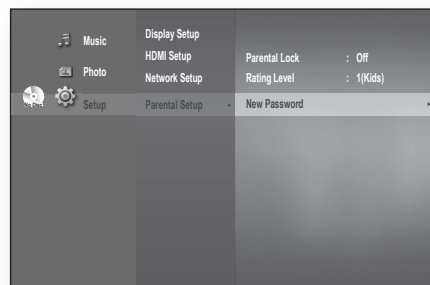 Music
Photo
No Disc
Setup
Display Setup
HDMI Setup
Network Setup
Parental Setup
Parental Lock : Off
Rating Level : 1(Kids)
New Password